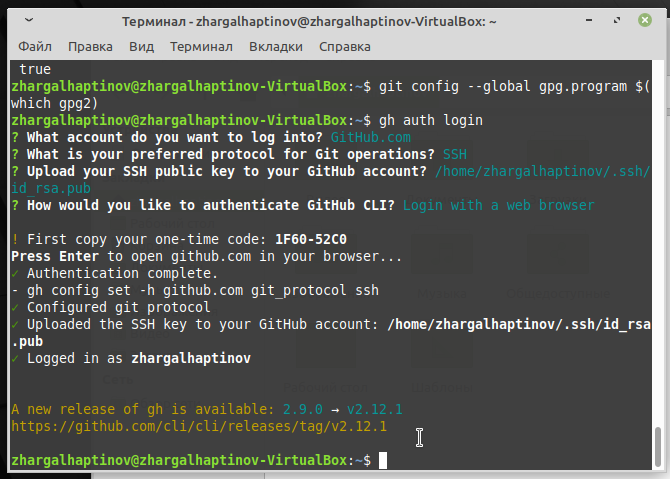 Терминал - zhargalhaptinov@zhargalhaptinov-VirtualBox: ~
Файл Правка Вид Терминал Вкладки Справка
true
zhargalhaptinov@zhargalhaptinov-VirtualBox:~$ git config --global gpg.program $(
which gpg2)
zhargalhaptinov@zhargalhaptinov-VirtualBox:~$ gh auth login
? What account do you want to log into? GitHub.com
? What is your preferred protocol for Git operations? SSH
? Upload your SSH public key to your GitHub account? /home/zhargalhaptinov/.ssh/
id_rsa.pub
? How would you like to authenticate GitHub CLI? Login with a web browser
! First copy your one-time code: 1F60-52C0
Press Enter to open github.com in your browser...
✓ Authentication complete.
- gh config set -h github.com git_protocol ssh
✓ Configured git protocol
✓ Uploaded the SSH key to your GitHub account: /home/zhargalhaptinov/.ssh/id_rsa
.pub
✓ Logged in as zhargalhaptinov
A new release of gh is available: 2.9.0 → v2.12.1
https://github.com/cli/cli/releases/tag/v2.12.1
zhargalhaptinov@zhargalhaptinov-VirtualBox:~$